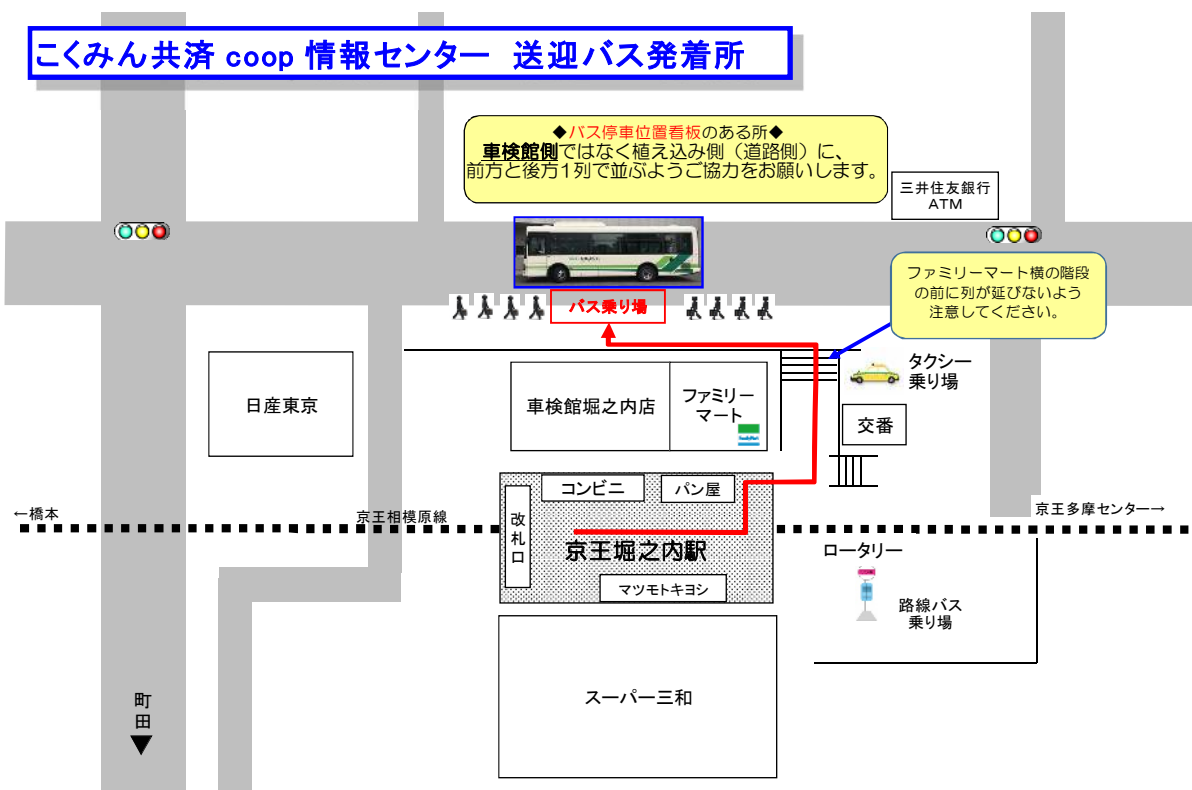 こくみん共済 coop 情報センター 送迎バス発着所
◆バス停車位置看板のある所◆
車検館側ではなく植え込み側（道路側）に、
前方と後方1列で並ぶようご協力をお願いします。
三井住友銀行
ATM
ファミリーマート横の階段
の前に列が延びないよう
注意してください。
バス乗り場
タクシー
乗り場
日産東京
車検館堀之内店
ファミリー
マート
FamilyMart
交番
コンビニ
パン屋
←橋本
京王相模原線
改札口
京王堀之内駅
京王多摩センター→
マツモトキヨシ
ロータリー
路線バス
乗り場
スーパー三和
町田